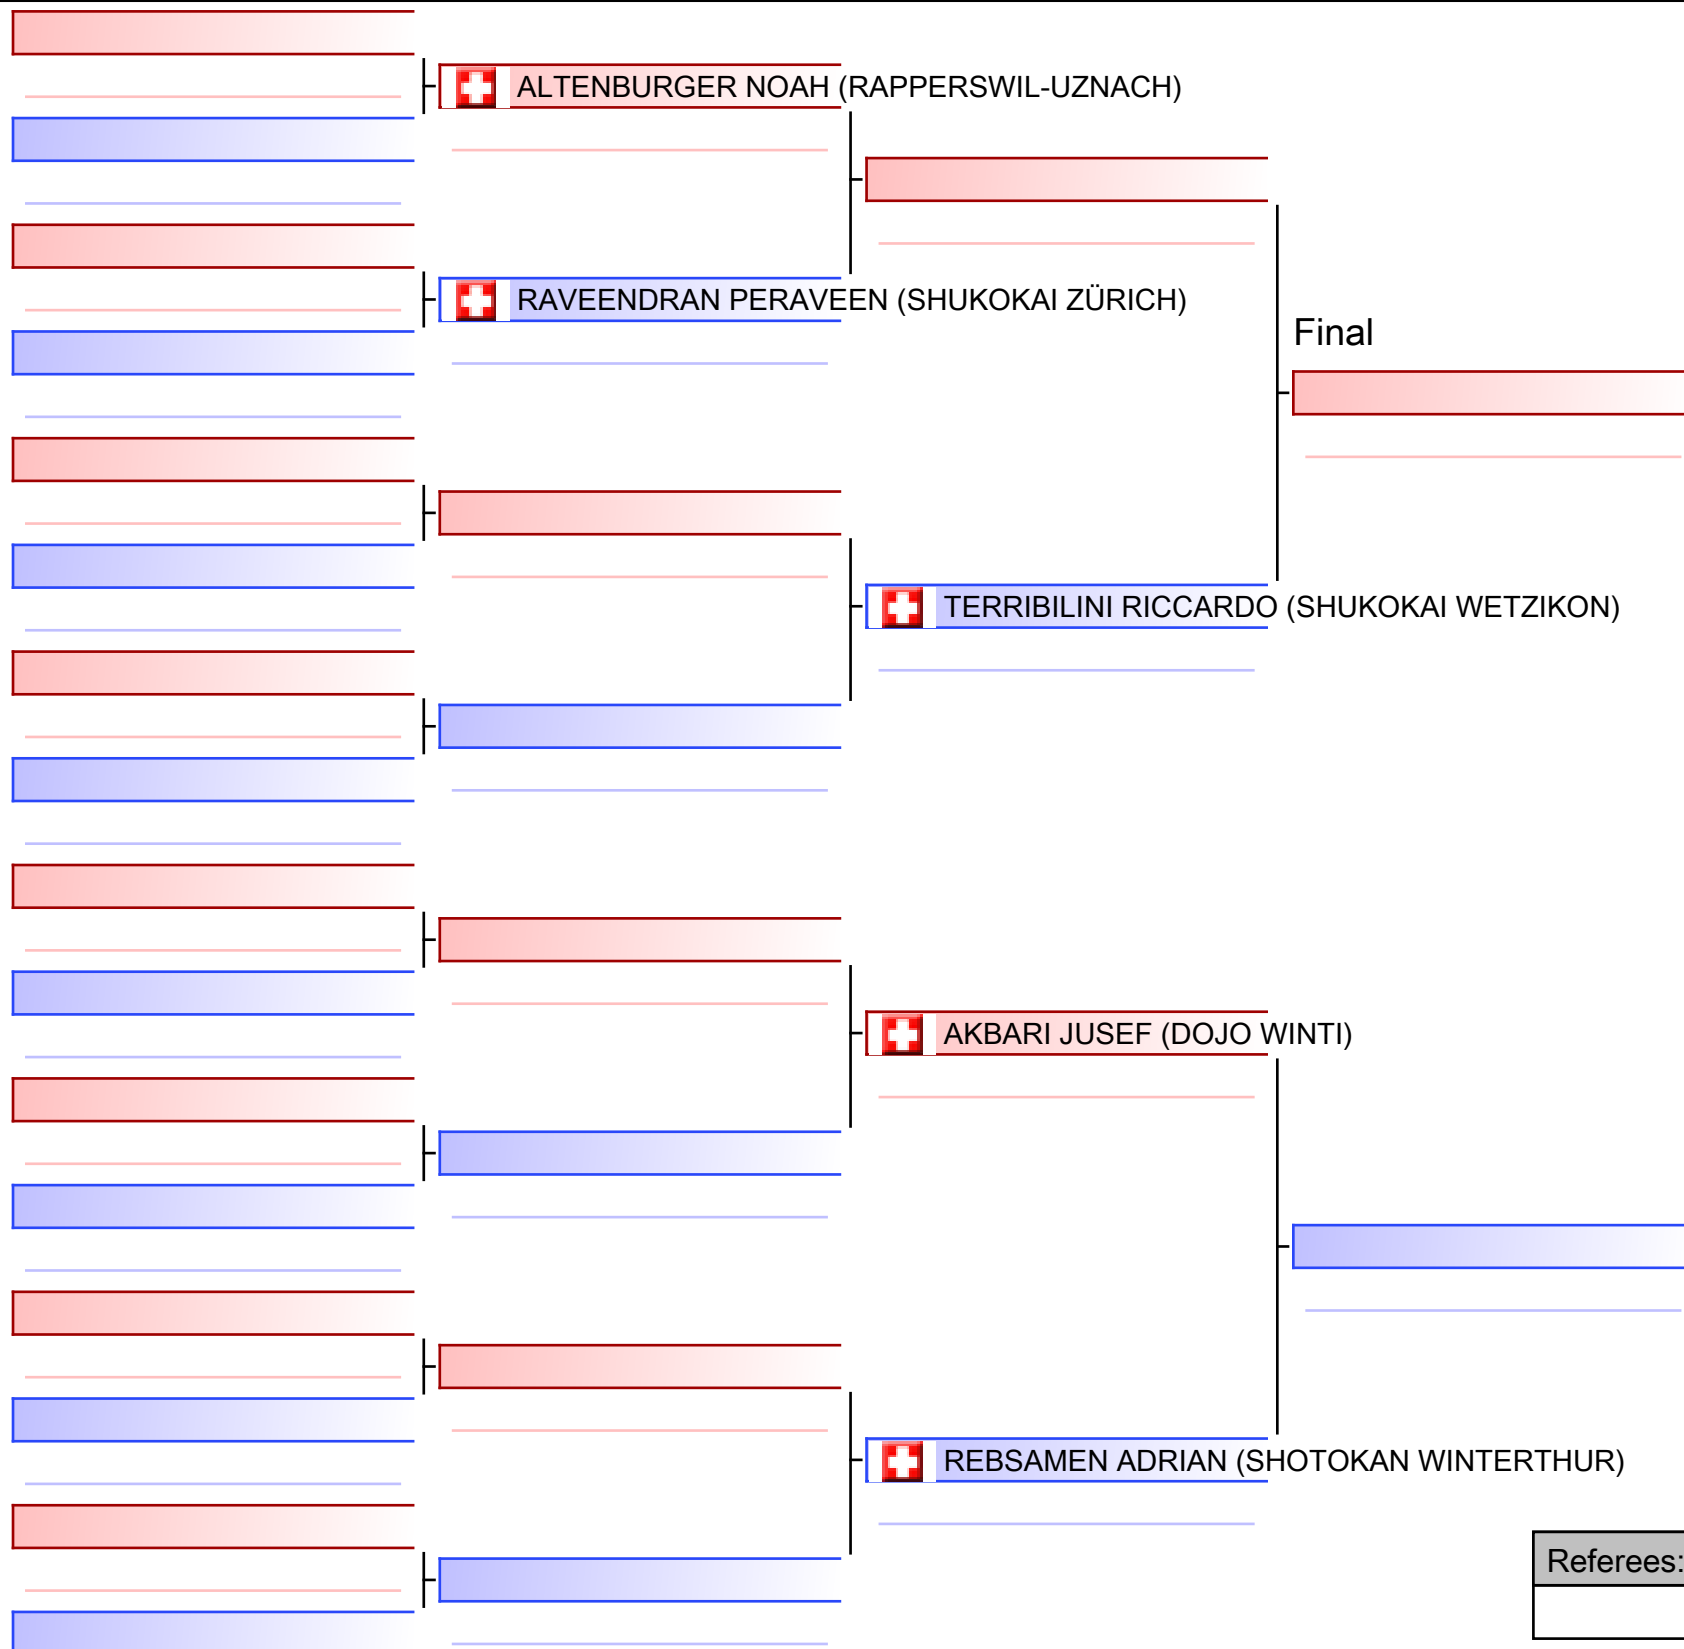 ALTENBURGER NOAH (RAPPERSWIL-UZNACH)
RAVEENDRAN PERAVEEN (SHUKOKAI ZÜRICH)
Final
TERRIBILINI RICCARDO (SHUKOKAI WETZIKON)
AKBARI JUSEF (DOJO WINTI)
REBSAMEN ADRIAN (SHOTOKAN WINTERTHUR)
Referees: